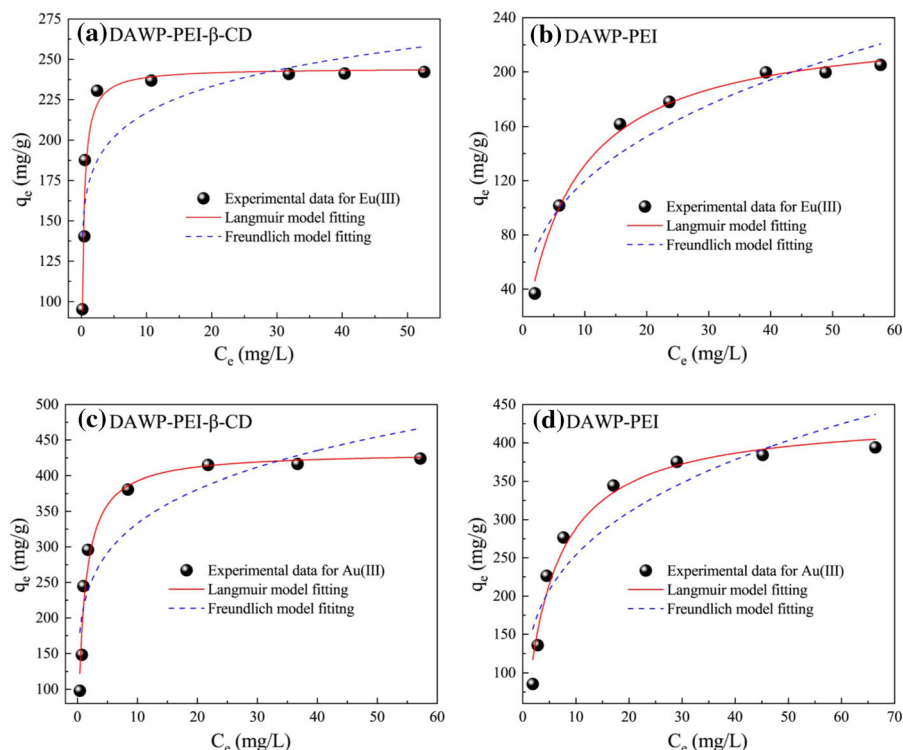 (a) DAWP-PEI-β-CD
275
250
225
200
175
150
125
100
qe (mg/g)
Experimental data for Eu(III)
Langmuir model fitting
Freundlich model fitting
0 10 20 30 40 50
Ce (mg/L)
(b) DAWP-PEI
240
200
160
120
80
40
qe (mg/g)
Experimental data for Eu(III)
Langmuir model fitting
Freundlich model fitting
0 10 20 30 40 50 60
Ce (mg/L)
(c) DAWP-PEI-β-CD
500
450
400
350
300
250
200
150
100
qe (mg/g)
Experimental data for Au(III)
Langmuir model fitting
Freundlich model fititng
0 10 20 30 40 50 60
Ce (mg/L)
(d) DAWP-PEI
450
400
350
300
250
200
150
100
50
qe (mg/g)
Experimental data for Au(III)
Langmuir model fitting
Freundlich model fitting
0 10 20 30 40 50 60 70
Ce (mg/L)